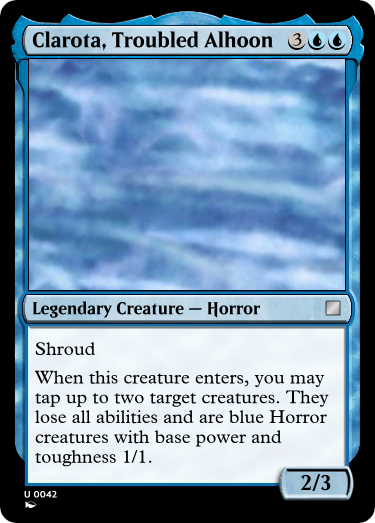 Clarota, Troubled Alhoon 3
Legendary Creature — Horror
Shroud
When this creature enters, you may
tap up to two target creatures. They
lose all abilities and are blue Horror
creatures with base power and
toughness 1/1.
2/3
U 0042